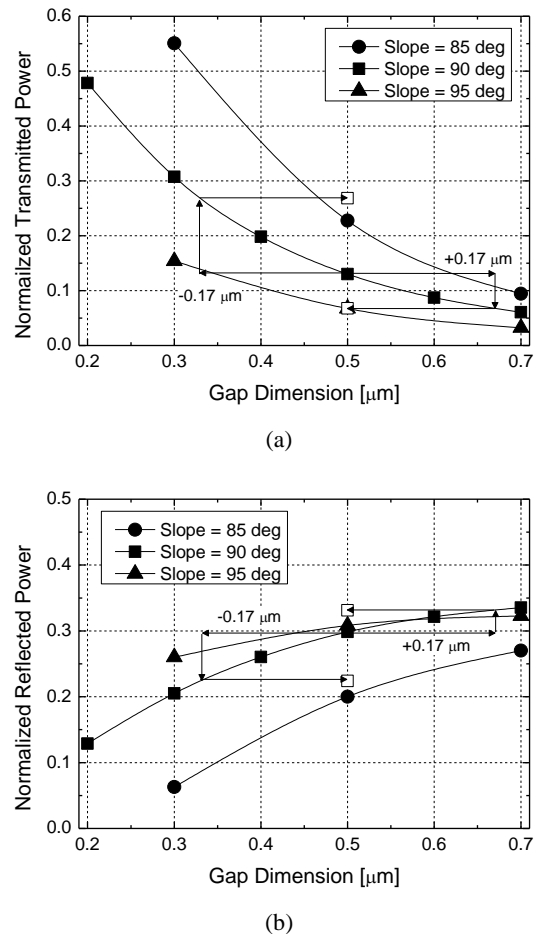 0.6
0.5
0.4
0.3
0.2
0.1
0.0
Normailzed Transmitted Power
Slope = 85 deg
Slope = 90 deg
Slope = 95 deg
+0.17 μm
-0.17 μm
0.2 0.3 0.4 0.5 0.6 0.7
Gap Dimension [μm]
(a)
0.5
0.4
0.3
0.2
0.1
0.0
Normalized Reflected Power
Slope = 85 deg
Slope = 90 deg
Slope = 95 deg
-0.17 μm
+0.17 μm
0.2 0.3 0.4 0.5 0.6 0.7
Gap Dimension [μm]
(b)